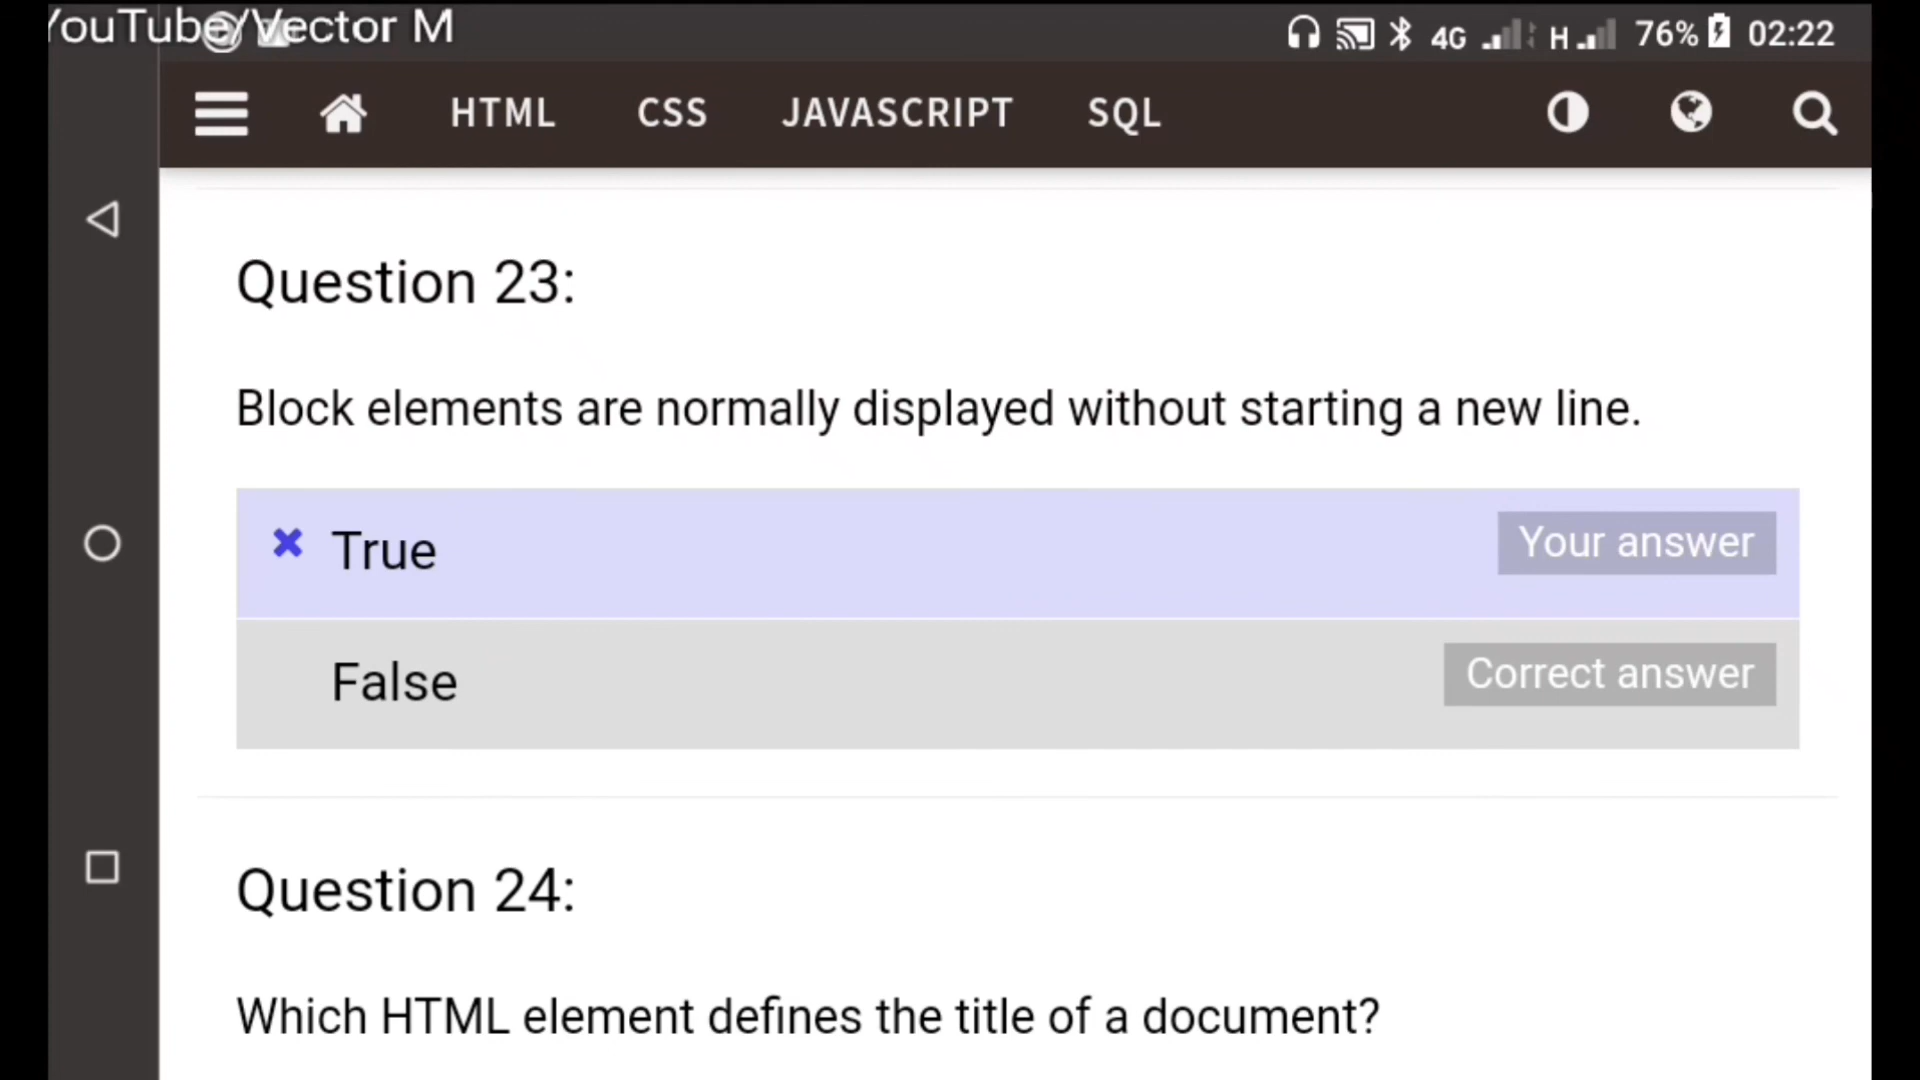 YouTube/Vector M
4G H 76% 02:22
HTML CSS JAVASCRIPT SQL
Question 23:
Block elements are normally displayed without starting a new line.
True Your answer
False Correct answer
Question 24:
Which HTML element defines the title of a document?